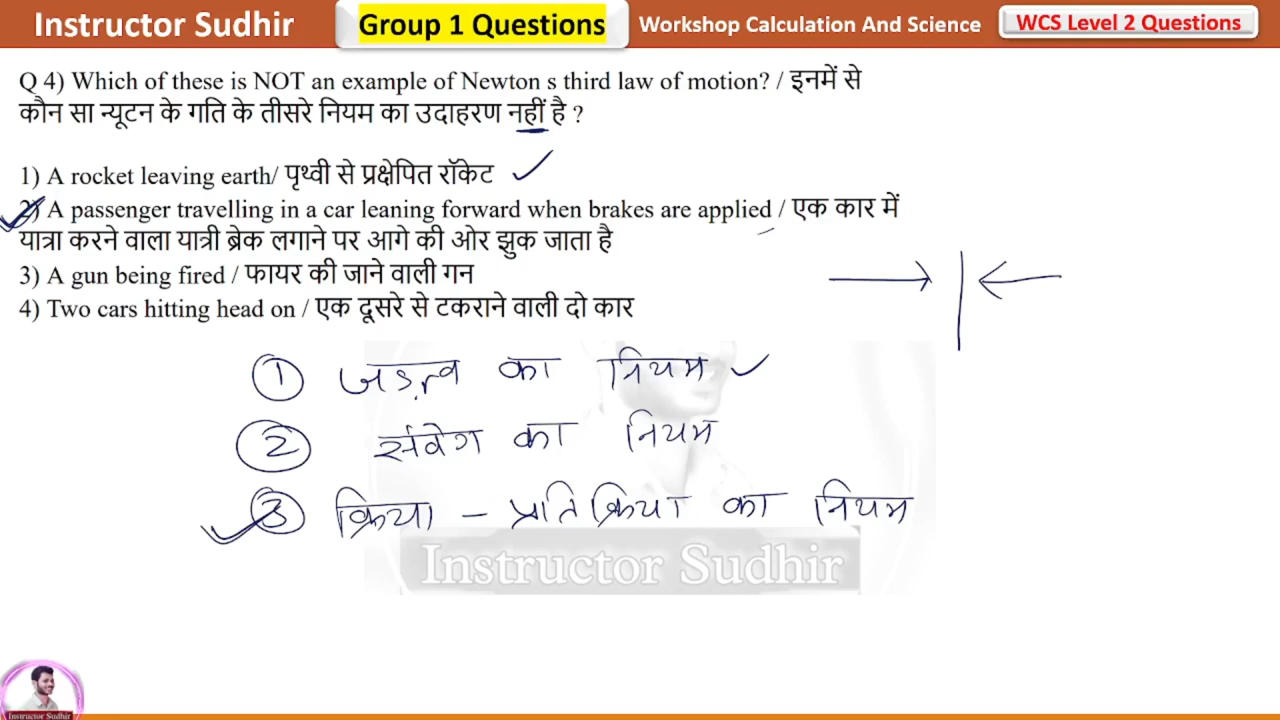 Instructor Sudhir
Group 1 Questions
Workshop Calculation And Science
WCS Level 2 Questions
Q 4) Which of these is NOT an example of Newton s third law of motion? / इनमें से
कौन सा न्यूटन के गति के तीसरे नियम का उदाहरण नहीं है ?
1) A rocket leaving earth/ पृथ्वी से प्रक्षेपित रॉकेट
2) A passenger travelling in a car leaning forward when brakes are applied / एक कार में
यात्रा करने वाला यात्री ब्रेक लगाने पर आगे की ओर झुक जाता है
3) A gun being fired / फायर की जाने वाली गन
4) Two cars hitting head on / एक दूसरे से टकराने वाली दो कार
1 जड़त्व का नियम
2 संवेग का नियम
3 क्रिया - प्रतिक्रिया का नियम
Instructor Sudhir
Instructor Sudhir